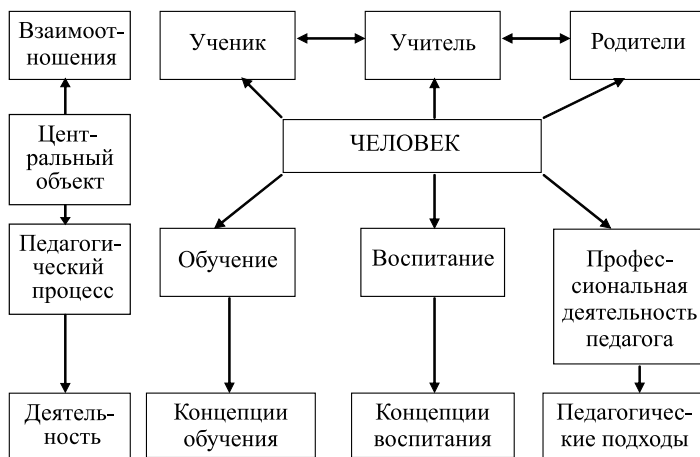 Взаимоот-
ношения
Ученик
Учитель
Родители
Цент-
ральный
объект
ЧЕЛОВЕК
Педагоги-
ческий
процесс
Обучение
Воспитание
Профес-
сиональная
деятельность
педагога
Деятель-
ность
Концепции
обучения
Концепции
воспитания
Педагогичес-
кие подходы